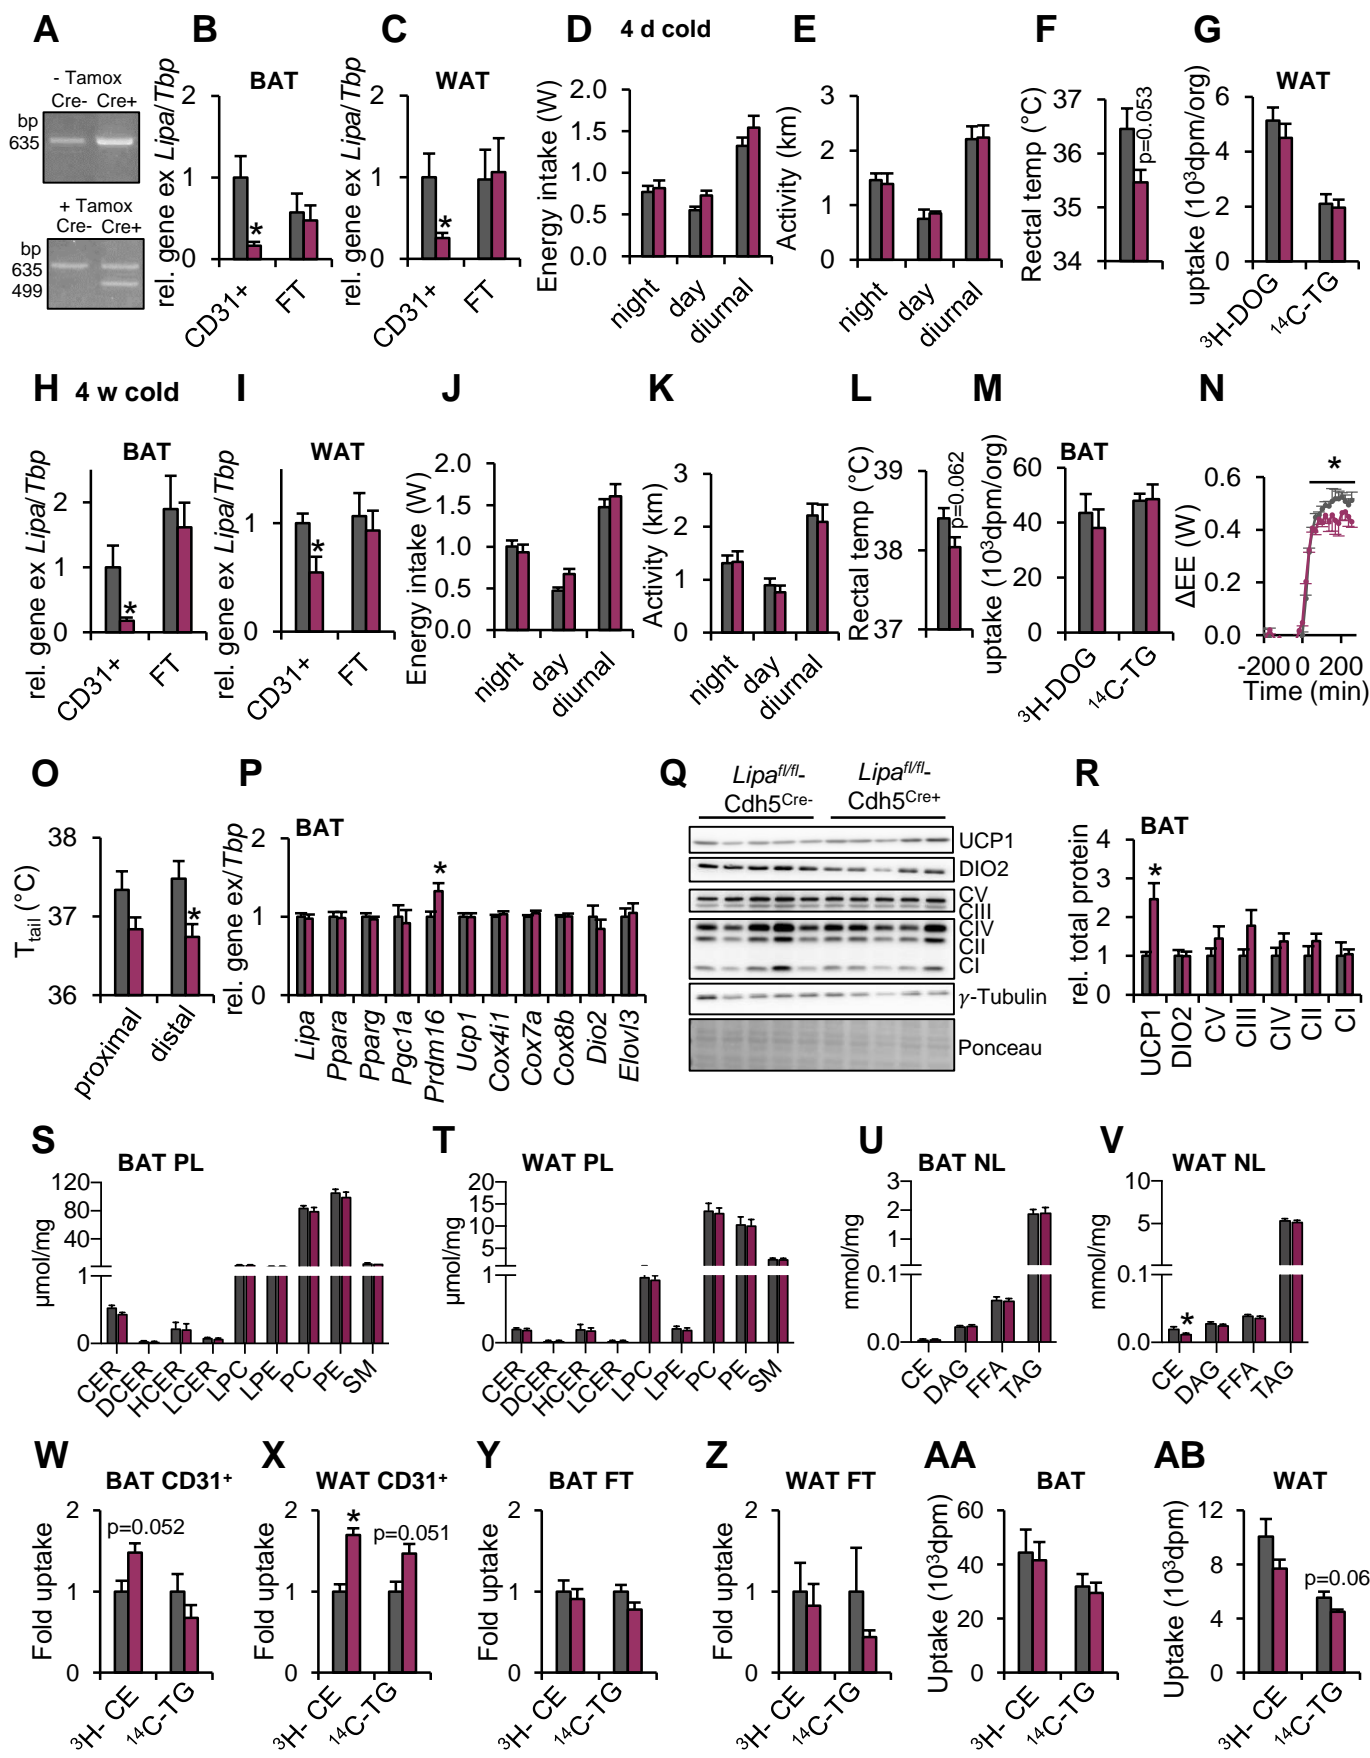 A
- Tamox
Cre- Cre+
bp
635
+ Tamox
Cre- Cre+
bp
635
499
B
BAT
rel. gene ex Lipa/Tbp
2
1
0
CD31+
FT
*
C
WAT
rel. gene ex Lipa/Tbp
2
1
0
CD31+
FT
*
D
4 d cold
Energy intake (W)
2.0
1.5
1.0
0.5
0.0
night
day
diurnal
E
Activity (km)
3
2
1
0
night
day
diurnal
F
Rectal temp (°C)
37
36
35
34
p=0.053
G
WAT
uptake (10³dpm/org)
6
4
2
0
³H-DOG
¹⁴C-TG
H
4 w cold
BAT
rel. gene ex Lipa/Tbp
2
1
0
CD31+
FT
*
I
WAT
rel. gene ex Lipa/Tbp
1
0
CD31+
FT
*
J
Energy intake (W)
2.0
1.5
1.0
0.5
0.0
night
day
diurnal
K
Activity (km)
3
2
1
0
night
day
diurnal
L
Rectal temp (°C)
39
38
37
p=0.062
M
BAT
uptake (10³dpm/org)
60
40
20
0
³H-DOG
¹⁴C-TG
N
*
ΔEE (W)
0.6
0.4
0.2
0.0
-200 0 200
Time (min)
O
Ttail (°C)
38
37
36
proximal
distal
*
P
BAT
rel. gene ex/Tbp
2
1
0
*
Lipa
Ppara
Pparg
Pgc1a
Prdm16
Ucp1
Cox4i1
Cox7a
Cox8b
Dio2
Elovl3
Q
Lipafl/fl-
Cdh5Cre-
Lipafl/fl-
Cdh5Cre+
UCP1
DIO2
CV
CIII
CIV
CII
CI
γ-Tubulin
Ponceau
R
BAT
rel. total protein
4
3
2
1
0
*
UCP1
DIO2
CV
CIII
CIV
CII
CI
S
BAT PL
µmol/mg
120
80
40
1
0
CER
DCER
HCER
LCER
LPC
LPE
PC
PE
SM
T
WAT PL
µmol/mg
20
15
10
5
1
0
CER
DCER
HCER
LCER
LPC
LPE
PC
PE
SM
U
BAT NL
mmol/mg
3
2
1
0.1
0.0
CE
DAG
FFA
TAG
V
WAT NL
mmol/mg
10
5
0.1
0.0
*
CE
DAG
FFA
TAG
W
BAT CD31⁺
Fold uptake
2
1
0
p=0.052
³H- CE
¹⁴C-TG
X
WAT CD31⁺
Fold uptake
2
1
0
*
p=0.051
³H- CE
¹⁴C-TG
Y
BAT FT
Fold uptake
2
1
0
³H- CE
¹⁴C-TG
Z
WAT FT
Fold uptake
2
1
0
³H- CE
¹⁴C-TG
AA
BAT
Uptake (10³dpm)
60
40
20
0
³H- CE
¹⁴C-TG
AB
WAT
Uptake (10³dpm)
12
8
4
0
p=0.06
³H- CE
¹⁴C-TG